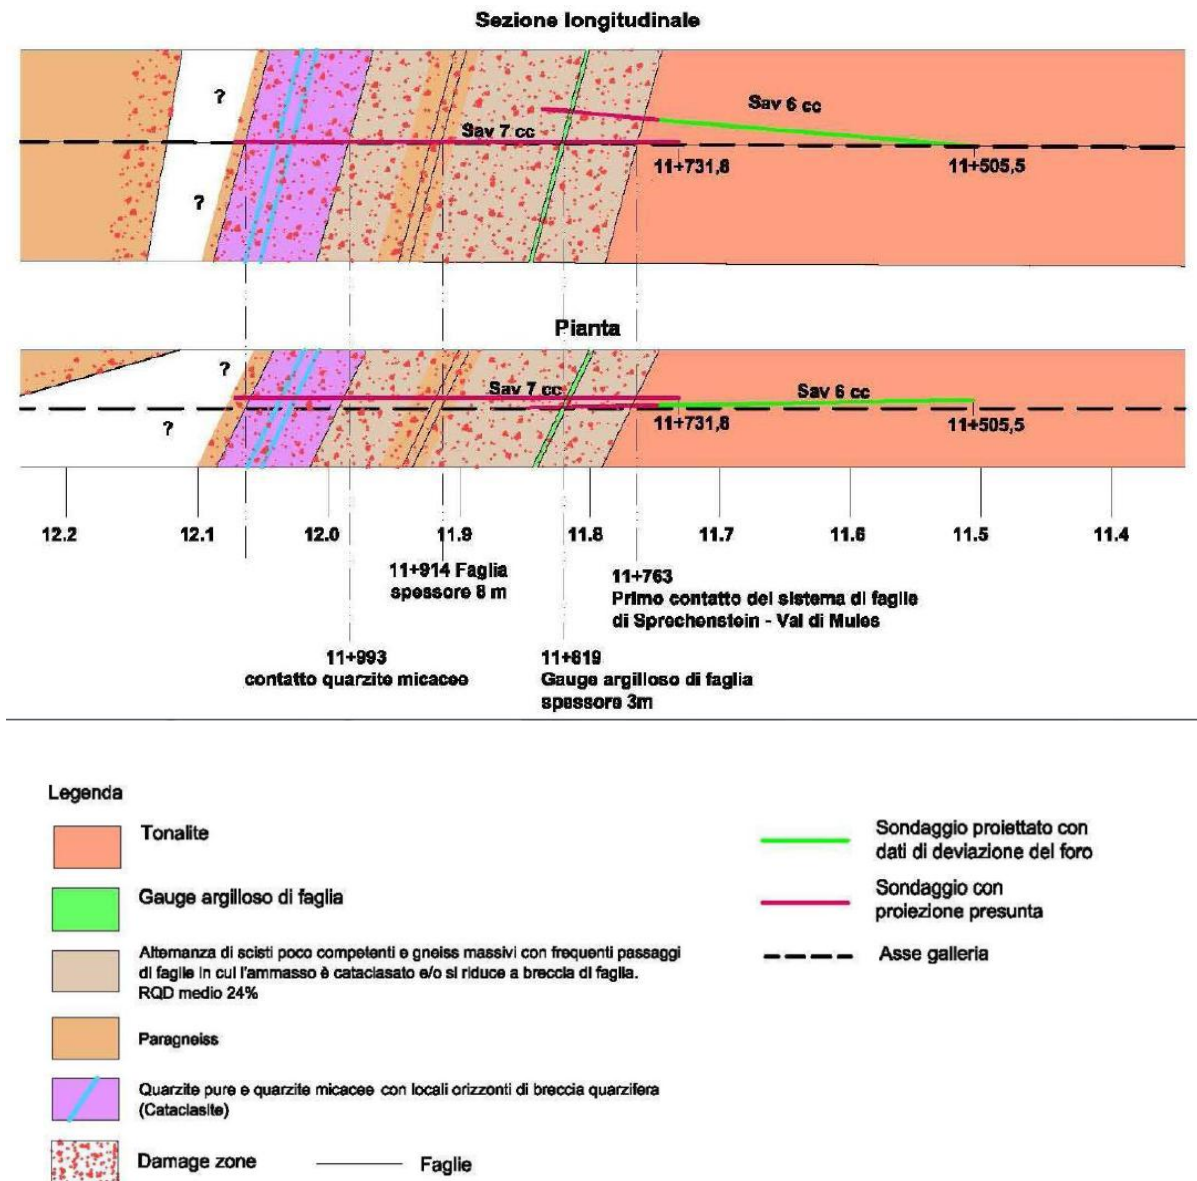 Sezione longitudinale
?
Sav 6 cc
Sav 7 cc
11+731,8
11+505,5
?
Pianta
?
Sav 7 cc
Sav 6 cc
?
11+731,8
11+505,5
12.2
12.1
12.0
11.9
11.8
11.7
11.6
11.5
11.4
11+914 Faglia
spessore 8 m
11+763
Primo contatto del sistema di faglie
di Sprechenstein - Val di Mules
11+993
contatto quarzite micacee
11+819
Gauge argilloso di faglia
spessore 3m
Legenda
Tonalite
Gauge argilloso di faglia
Alternanza di scisti poco competenti e gneiss massivi con frequenti passaggi
di faglie in cui l'ammasso è cataclasato e/o si riduce a breccia di faglia.
RQD medio 24%
Paragneiss
Quarzite pure e quarzite micacee con locali orizzonti di breccia quarzifera
(Cataclasite)
Damage zone
Faglie
Sondaggio proiettato con
dati di deviazione del foro
Sondaggio con
proiezione presunta
Asse galleria